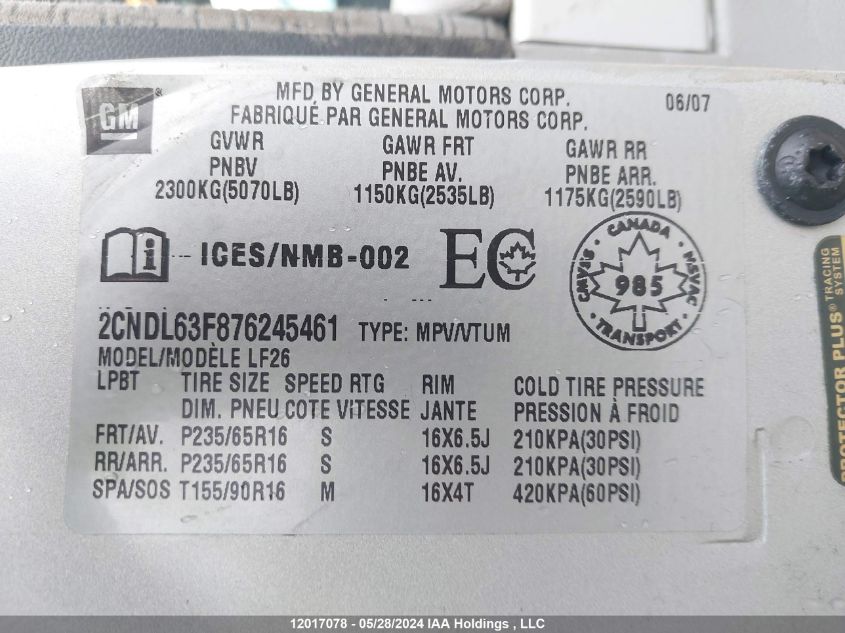 GM ®
MFD BY GENERAL MOTORS CORP. 06/07
FABRIQUÉ PAR GENERAL MOTORS CORP.
GVWR GAWR FRT GAWR RR
PNBV PNBE AV. PNBE ARR.
2300KG(5070LB) 1150KG(2535LB) 1175KG(2590LB)
ICES/NMB-002 EC
CANADA
CMVSS NSVAC
985
TRANSPORT
2CNDL63F876245461 TYPE: MPV/VTUM
MODEL/MODÈLE LF26
LPBT TIRE SIZE SPEED RTG RIM COLD TIRE PRESSURE
DIM. PNEU COTE VITESSE JANTE PRESSION À FROID
FRT/AV. P235/65R16 S 16X6.5J 210KPA(30PSI)
RR/ARR. P235/65R16 S 16X6.5J 210KPA(30PSI)
SPA/SOS T155/90R16 M 16X4T 420KPA(60PSI)
PROTECTOR PLUS® TRACING
SYSTEM
12017078 - 05/28/2024 IAA Holdings , LLC